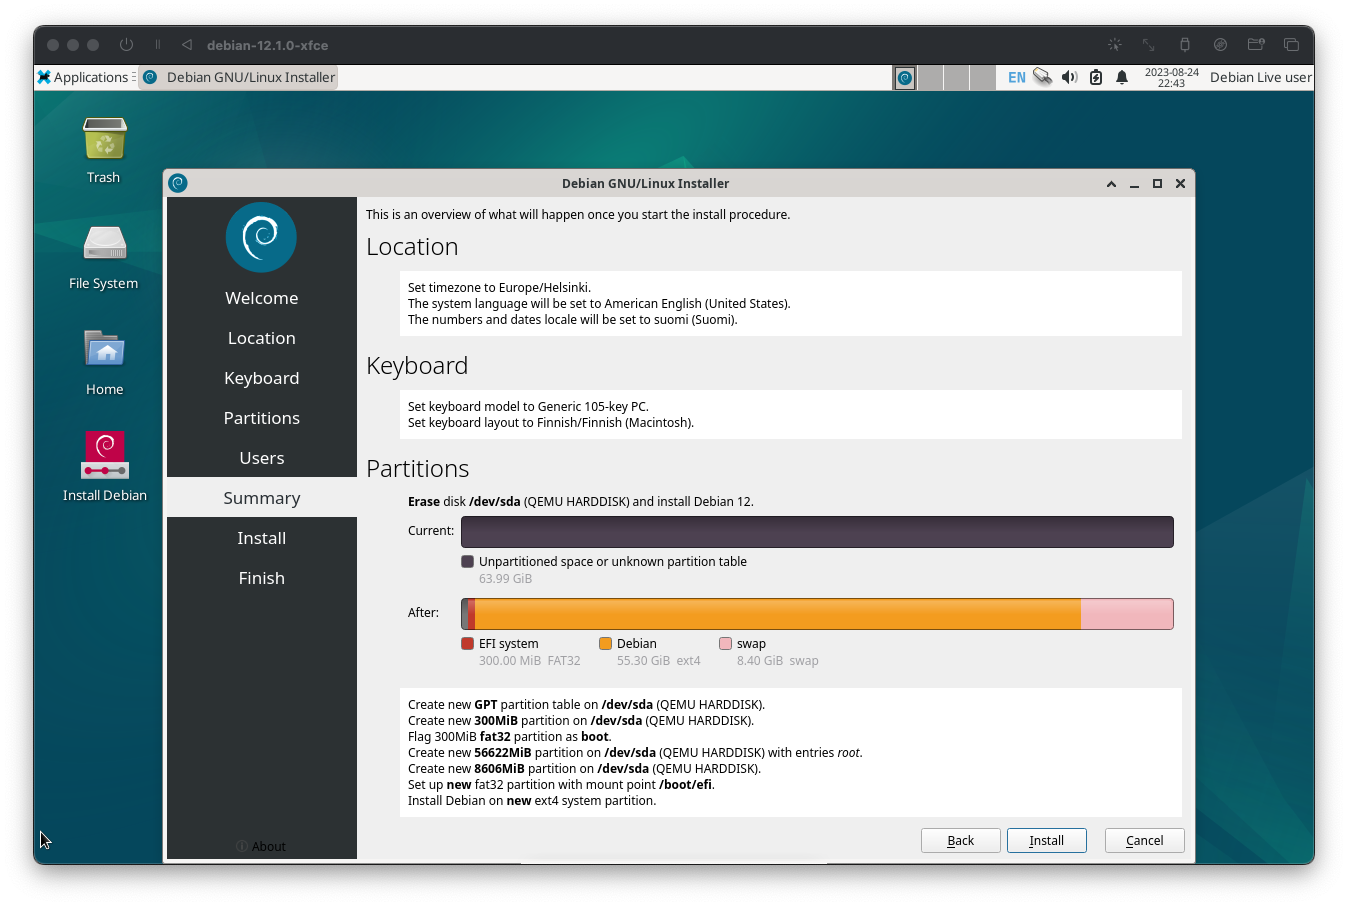 debian-12.1.0-xfce
Applications
Debian GNU/Linux Installer
EN
2023-08-24
22:43
Debian Live user
Trash
File System
Home
Install Debian
Debian GNU/Linux Installer
Welcome
Location
Keyboard
Partitions
Users
Summary
Install
Finish
About
This is an overview of what will happen once you start the install procedure.
Location
Set timezone to Europe/Helsinki.
The system language will be set to American English (United States).
The numbers and dates locale will be set to suomi (Suomi).
Keyboard
Set keyboard model to Generic 105-key PC.
Set keyboard layout to Finnish/Finnish (Macintosh).
Partitions
Erase disk /dev/sda (QEMU HARDDISK) and install Debian 12.
Current:
Unpartitioned space or unknown partition table
63.99 GiB
After:
EFI system Debian swap
300.00 MiB FAT32 55.30 GiB ext4 8.40 GiB swap
Create new GPT partition table on /dev/sda (QEMU HARDDISK).
Create new 300MiB partition on /dev/sda (QEMU HARDDISK).
Flag 300MiB fat32 partition as boot.
Create new 56622MiB partition on /dev/sda (QEMU HARDDISK) with entries root.
Create new 8606MiB partition on /dev/sda (QEMU HARDDISK).
Set up new fat32 partition with mount point /boot/efi.
Install Debian on new ext4 system partition.
Back Install Cancel